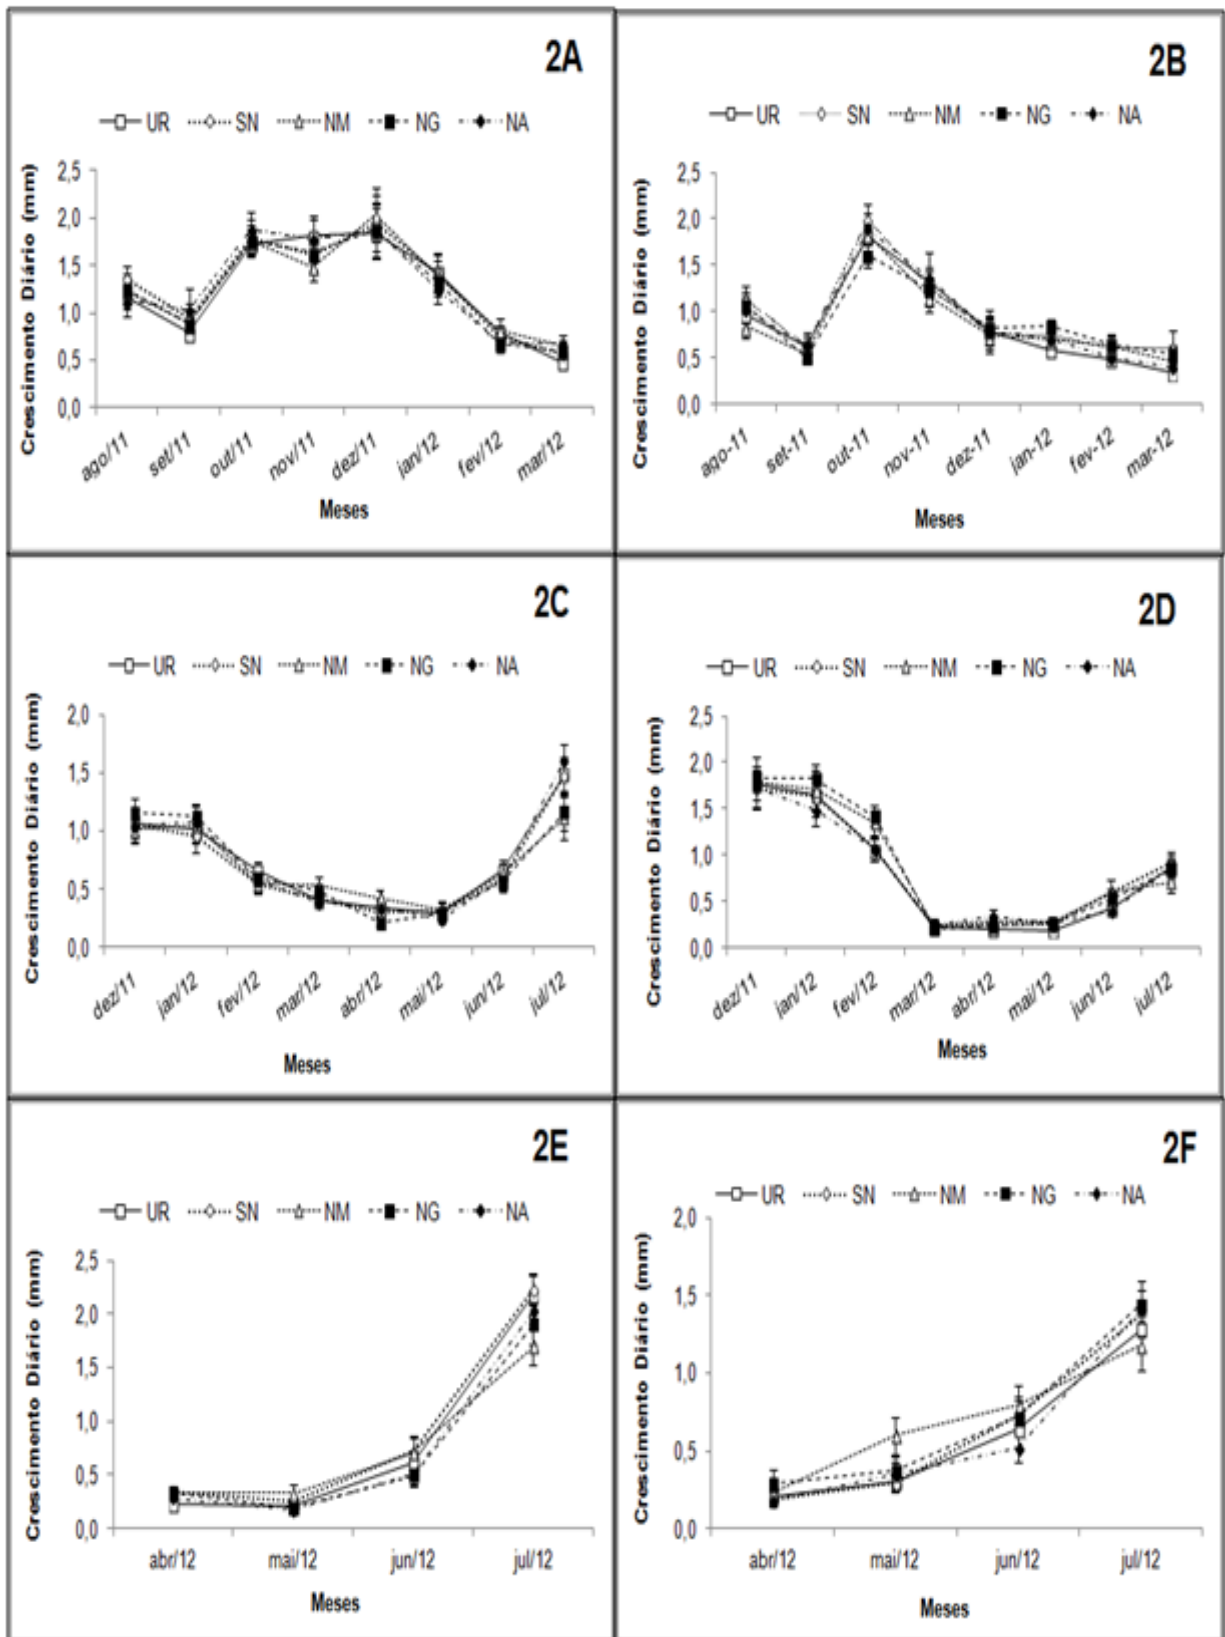 2A
UR SN NM NG NA
Crescimento Diário (mm)
2,5
2,0
1,5
1,0
0,5
0,0
ago/11 set/11 out/11 nov/11 dez/11 jan/12 fev/12 mar/12
Meses
2B
UR SN NM NG NA
Crescimento Diário (mm)
2,5
2,0
1,5
1,0
0,5
0,0
ago-11 set-11 out-11 nov-11 dez-11 jan-12 fev-12 mar-12
Meses
2C
UR SN NM NG NA
Crescimento Diário (mm)
2,0
1,5
1,0
0,5
0,0
dez/11 jan/12 fev/12 mar/12 abr/12 mai/12 jun/12 jul/12
Meses
2D
UR SN NM NG NA
Crescimento Diário (mm)
2,5
2,0
1,5
1,0
0,5
0,0
dez/11 jan/12 fev/12 mar/12 abr/12 mai/12 jun/12 jul/12
Meses
2E
UR SN NM NG NA
Crescimento Diário (mm)
2,5
2,0
1,5
1,0
0,5
0,0
abr/12 mai/12 jun/12 jul/12
Meses
2F
UR SN NM NG NA
Crescimento Diário (mm)
2,0
1,5
1,0
0,5
0,0
abr/12 mai/12 jun/12 jul/12
Meses